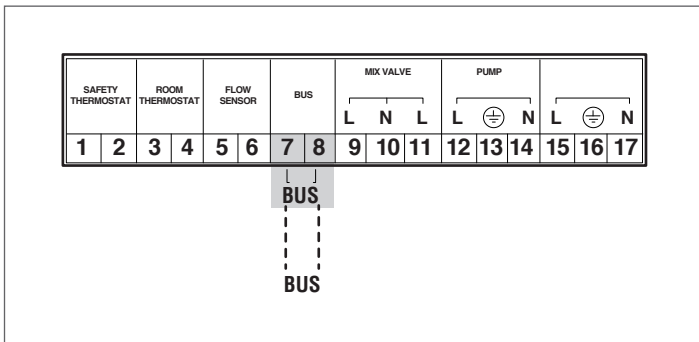 SAFETY THERMOSTAT ROOM THERMOSTAT FLOW SENSOR BUS MIX VALVE PUMP
L N L L ⏚ N L ⏚ N
1 2 3 4 5 6 7 8 9 10 11 12 13 14 15 16 17
BUS
BUS